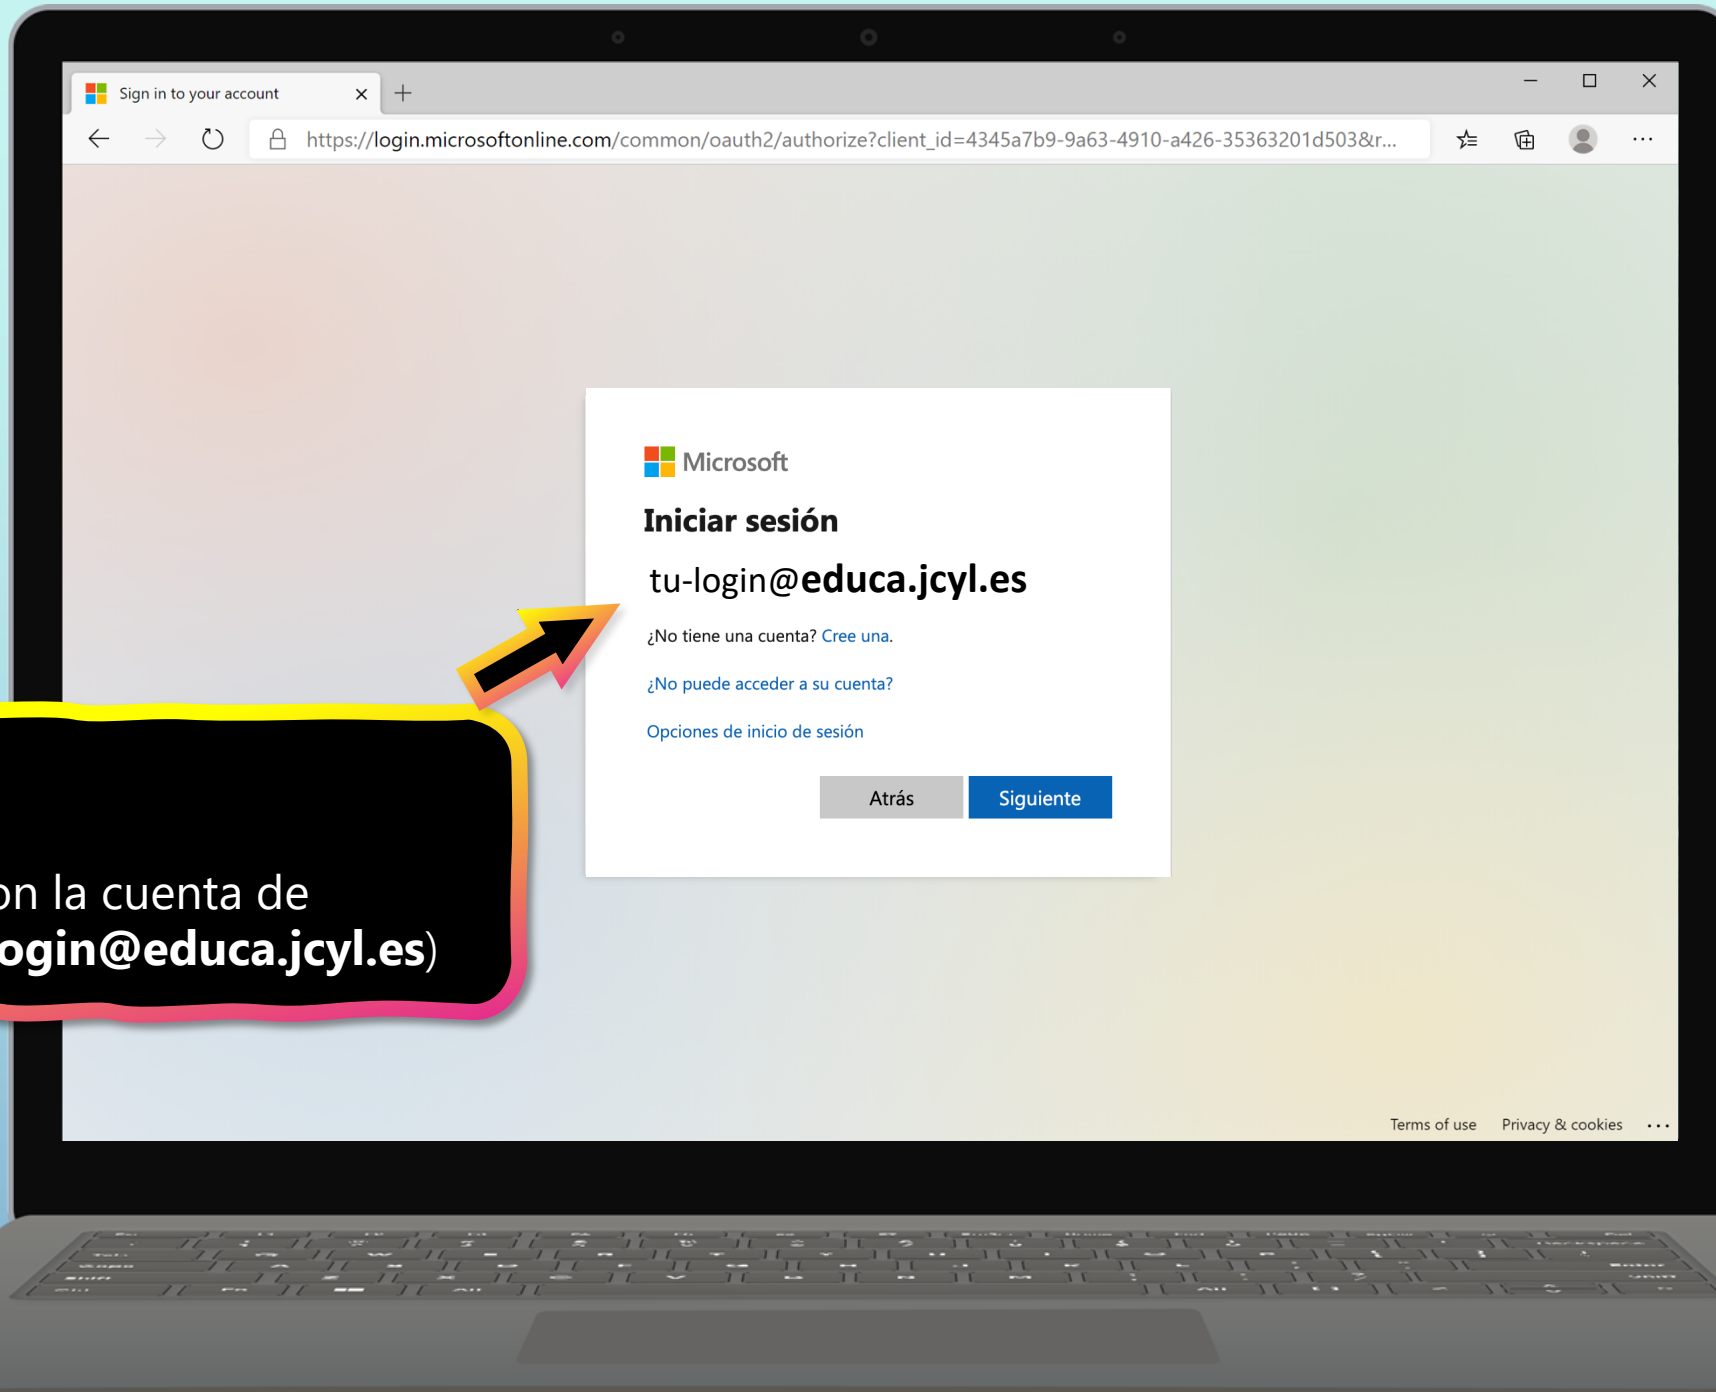 Sign in to your account
https://login.microsoftonline.com/common/oauth2/authorize?client_id=4345a7b9-9a63-4910-a426-35363201d503&r...
Microsoft
Iniciar sesión
tu-login@educa.jcyl.es
¿No tiene una cuenta? Cree una.
¿No puede acceder a su cuenta?
Opciones de inicio de sesión
Atrás Siguiente
on la cuenta de
ogin@educa.jcyl.es)
Terms of use Privacy & cookies